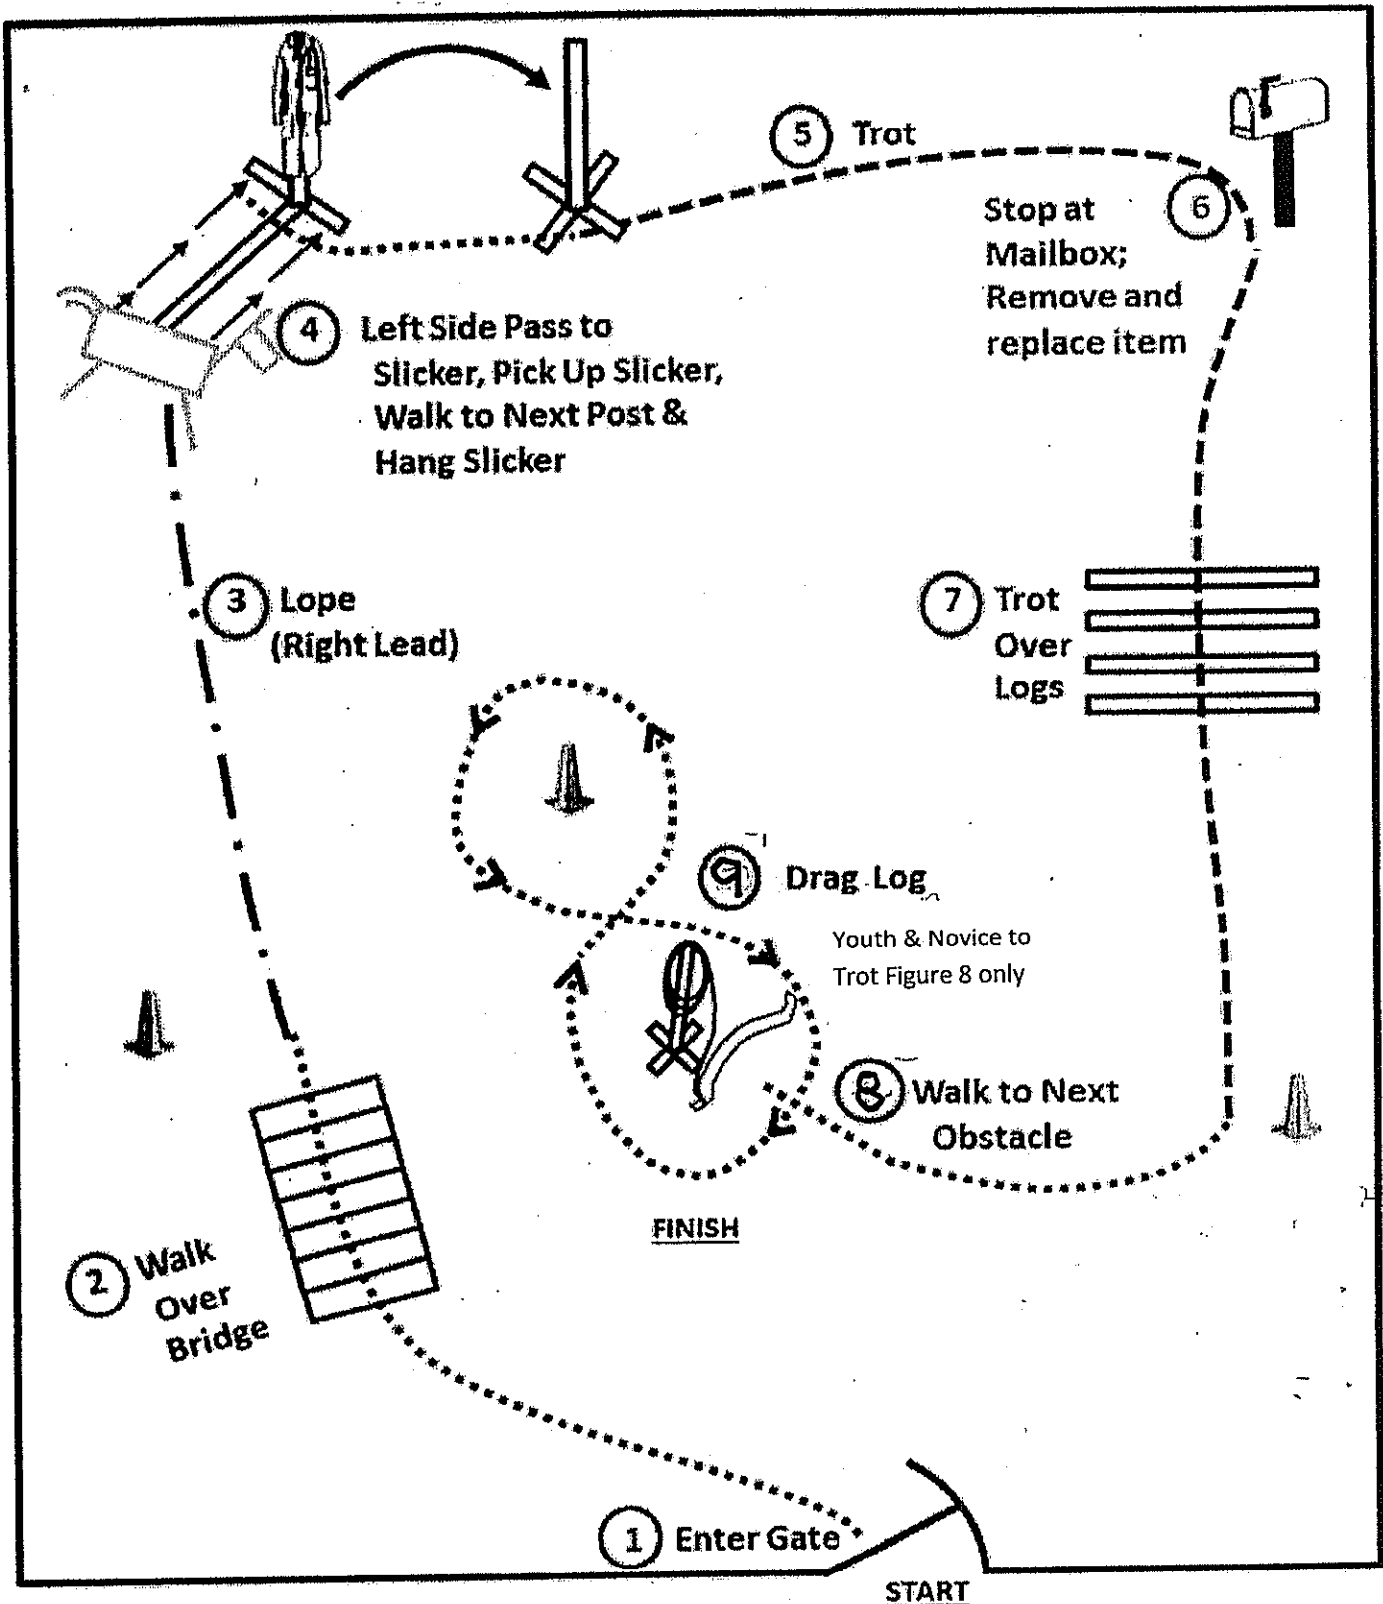 5 Trot
6
Stop at
Mailbox;
Remove and
replace item
4 Left Side Pass to
Slicker, Pick Up Slicker,
Walk to Next Post &
Hang Slicker
3 Lope
(Right Lead)
7 Trot
Over
Logs
9 Drag Log
Youth & Novice to
Trot Figure 8 only
8 Walk to Next
Obstacle
FINISH
2 Walk
Over
Bridge
1 Enter Gate
START